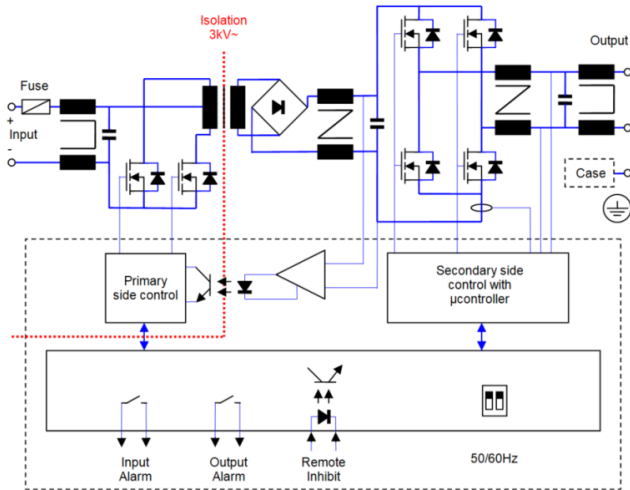 Isolation
3kV~
Output
Fuse
+
Input
-
Case
Primary
side control
Secondary side
control with
µcontroller
Input
Alarm
Output
Alarm
Remote
Inhibit
50/60Hz